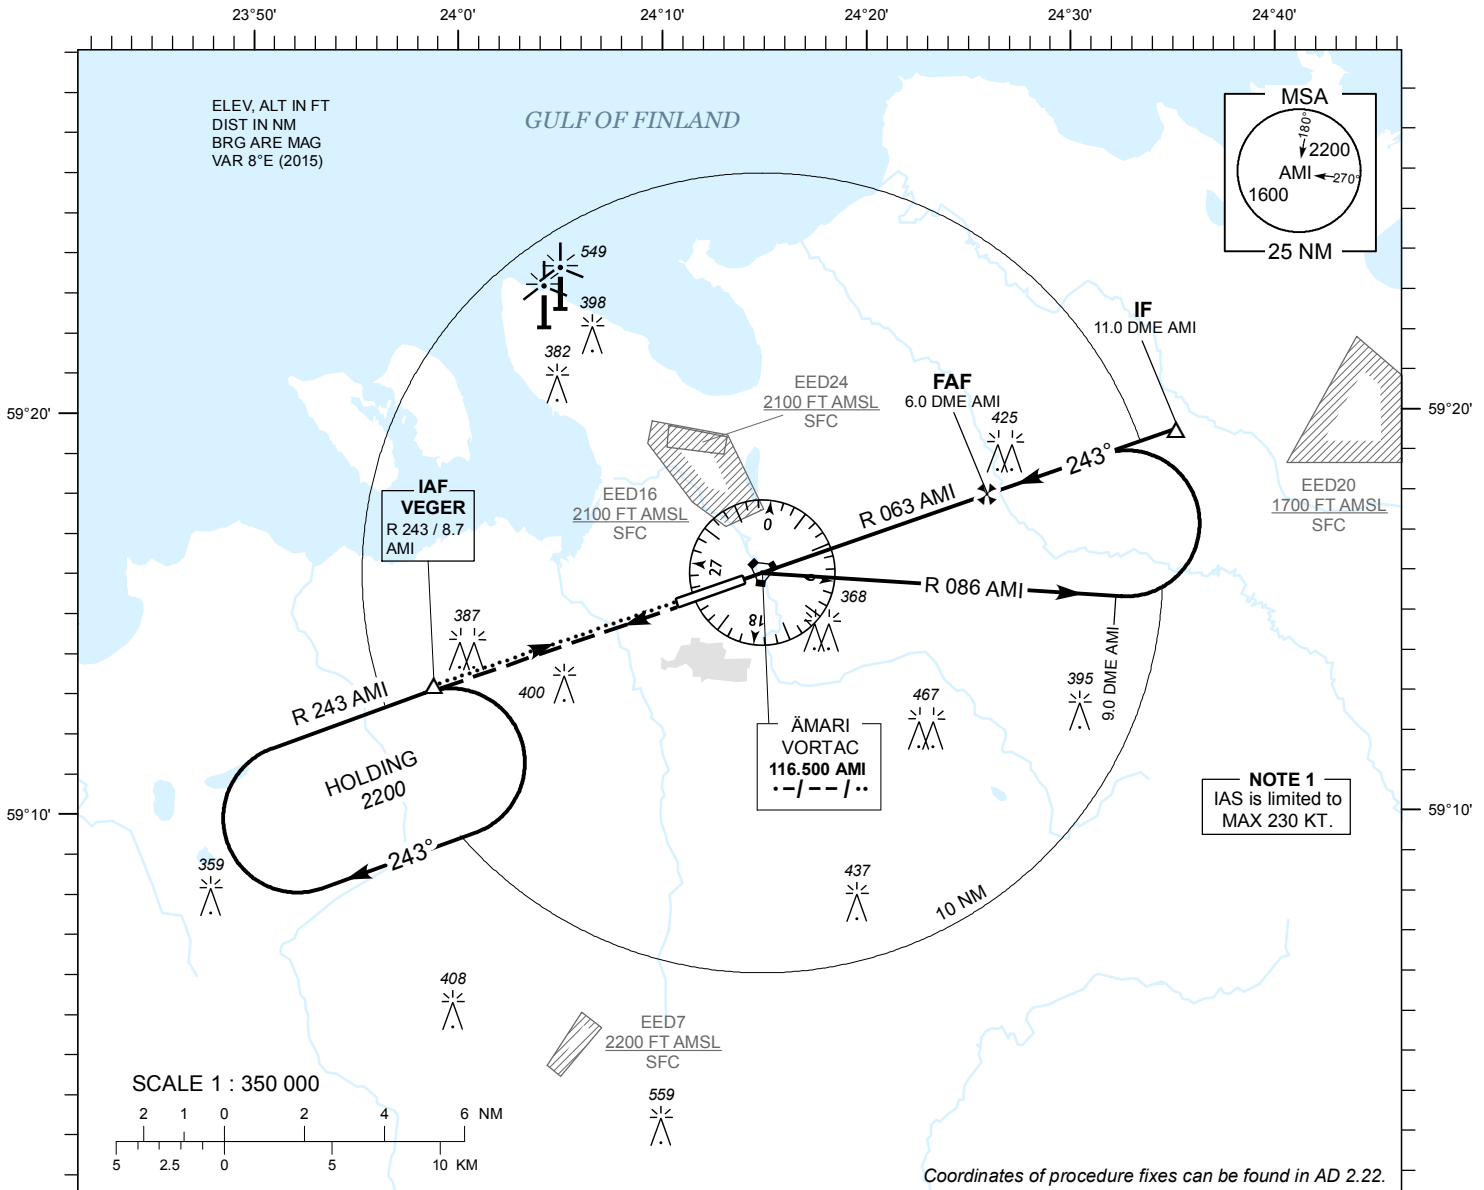 23°50'
24°0'
24°10'
24°20'
24°30'
24°40'
ELEV, ALT IN FT
DIST IN NM
BRG ARE MAG
VAR 8°E (2015)
GULF OF FINLAND
MSA
180°
2200
AMI
270°
1600
25 NM
549
398
382
IF
11.0 DME AMI
EED24
2100 FT AMSL
SFC
FAF
6.0 DME AMI
425
59°20'
59°20'
243°
IAF
VEGER
R 243 / 8.7
AMI
EED16
2100 FT AMSL
SFC
R 063 AMI
EED20
1700 FT AMSL
SFC
0
27
9
18
R 086 AMI
368
387
400
R 243 AMI
467
395
9.0 DME AMI
ÄMARI
VORTAC
116.500 AMI
HOLDING
2200
NOTE 1
IAS is limited to
MAX 230 KT.
59°10'
59°10'
243°
359
437
10 NM
408
EED7
2200 FT AMSL
SFC
559
SCALE 1 : 350 000
2 1 0 2 4 6 NM
5 2.5 0 5 10 KM
Coordinates of procedure fixes can be found in AD 2.22.